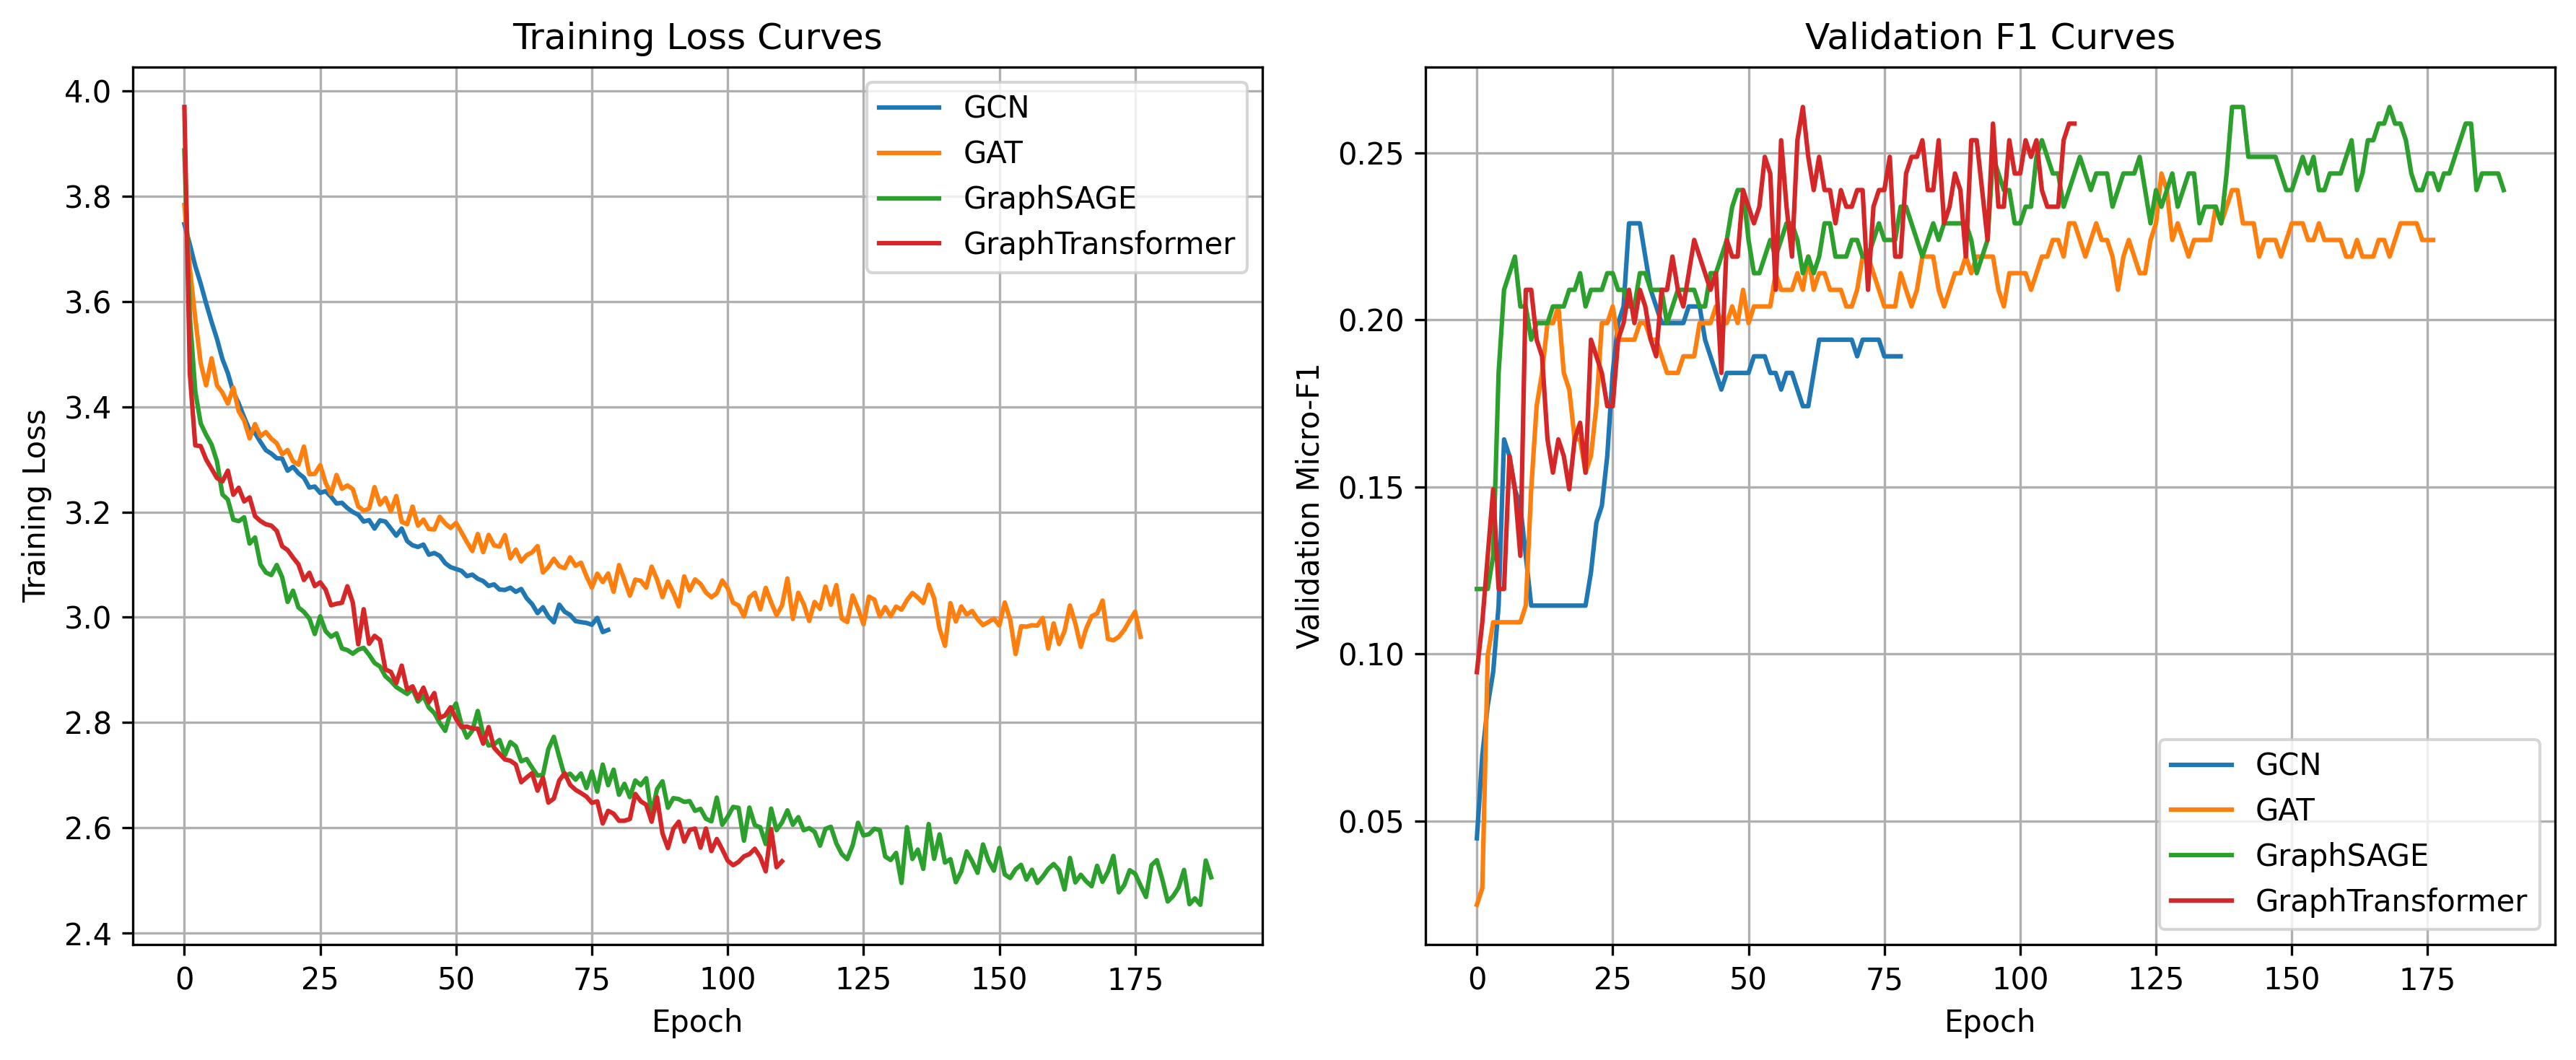 Training Loss Curves
Training Loss
4.0
3.8
3.6
3.4
3.2
3.0
2.8
2.6
2.4
GCN
GAT
GraphSAGE
GraphTransformer
0 25 50 75 100 125 150 175
Epoch
Validation F1 Curves
Validation Micro-F1
0.25
0.20
0.15
0.10
0.05
GCN
GAT
GraphSAGE
GraphTransformer
0 25 50 75 100 125 150 175
Epoch